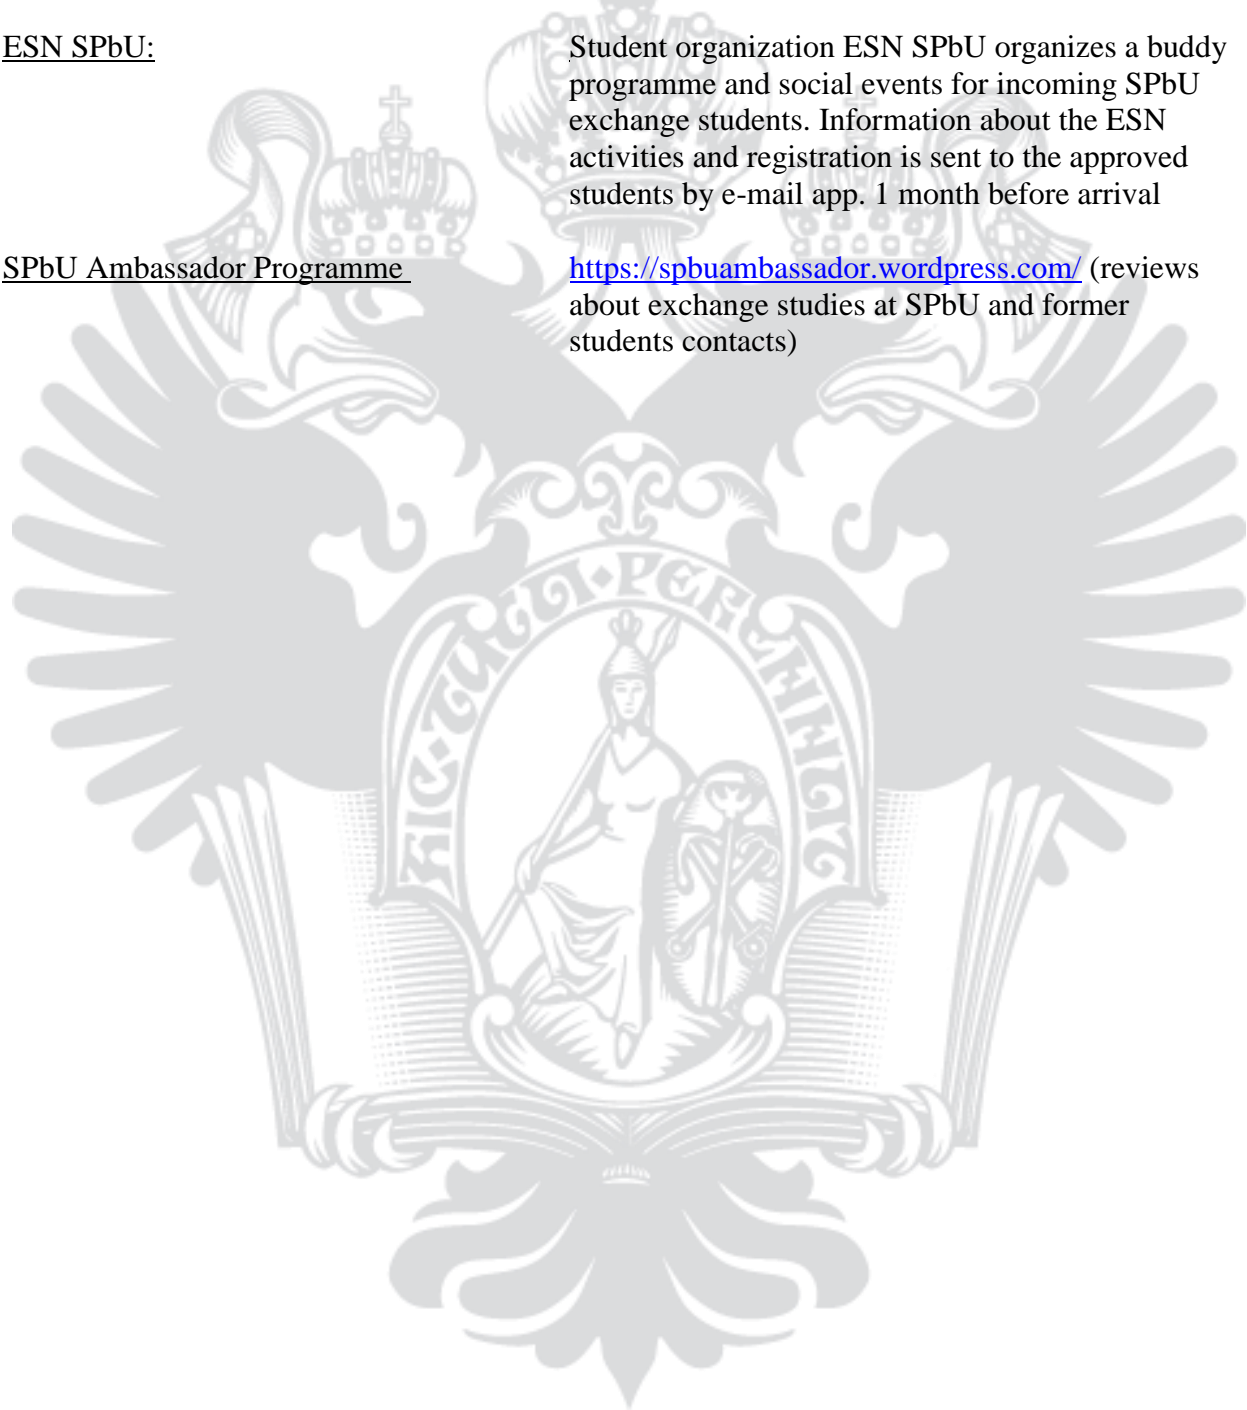 ESN SPbU:
Student organization ESN SPbU organizes a buddy
programme and social events for incoming SPbU
exchange students. Information about the ESN
activities and registration is sent to the approved
students by e-mail app. 1 month before arrival
SPbU Ambassador Programme
https://spbuambassador.wordpress.com/ (reviews
about exchange studies at SPbU and former
students contacts)